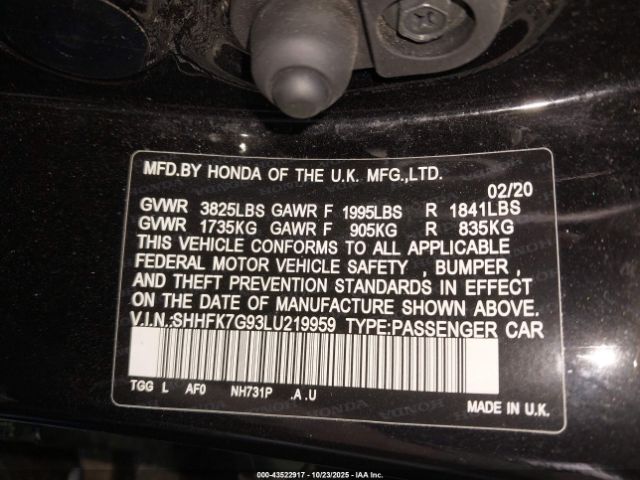 MFD.BY HONDA OF THE U.K. MFG.,LTD.
02/20
GVWR 3825LBS GAWR F 1995LBS R 1841LBS
GVWR 1735KG GAWR F 905KG R 835KG
THIS VEHICLE CONFORMS TO ALL APPLICABLE
FEDERAL MOTOR VEHICLE SAFETY , BUMPER ,
AND THEFT PREVENTION STANDARDS IN EFFECT
ON THE DATE OF MANUFACTURE SHOWN ABOVE.
V.I.N.:SHHFK7G93LU219959 TYPE:PASSENGER CAR
TGG L AF0 NH731P .A .U
MADE IN U.K.
000-43522917 - 10/23/2025 - IAA Inc.